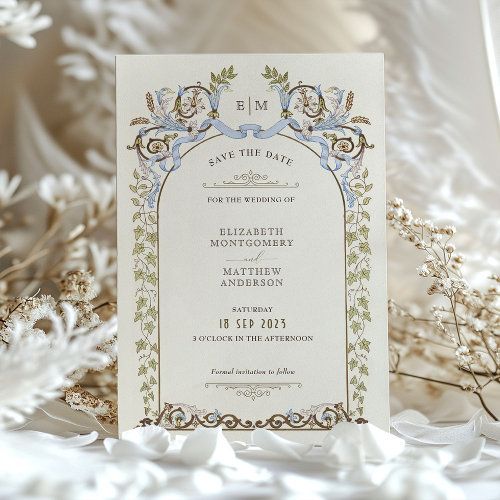 E | M
SAVE THE DATE
FOR THE WEDDING OF
ELIZABETH
MONTGOMERY
and
MATTHEW
ANDERSON
SATURDAY
18 SEP 2023
3 O'CLOCK IN THE AFTERNOON
Formal invitation to follow